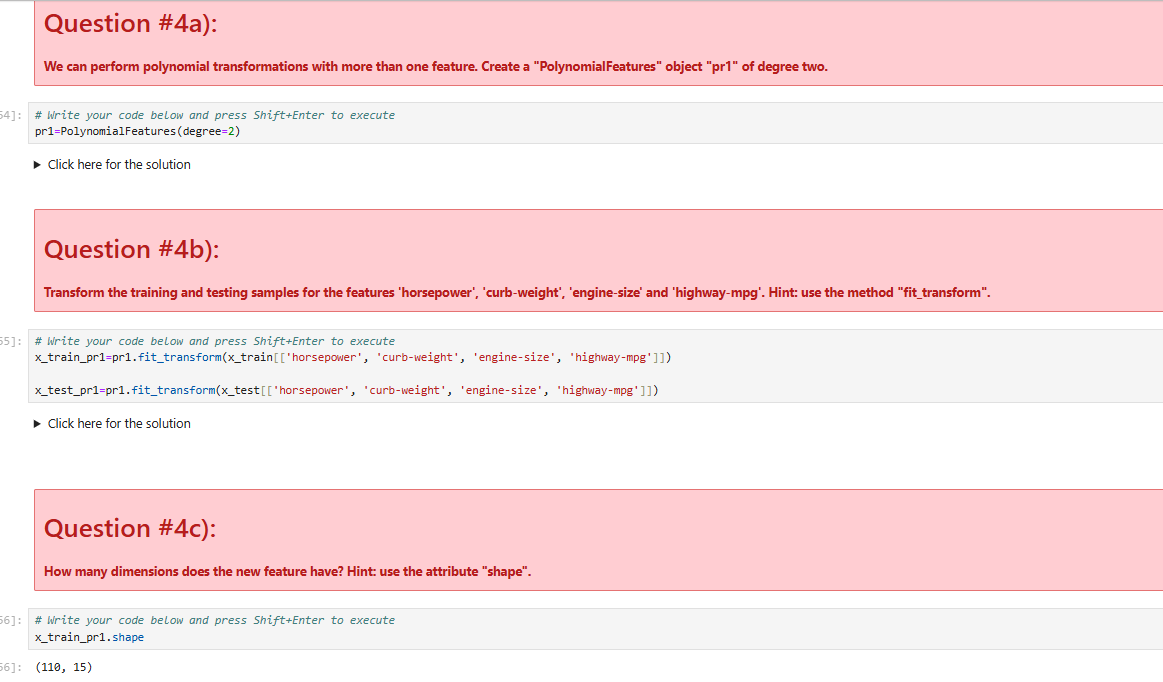 Question #4a):
We can perform polynomial transformations with more than one feature. Create a "PolynomialFeatures" object "pr1" of degree two.
54]:
# Write your code below and press Shift+Enter to execute
pr1=PolynomialFeatures(degree=2)
▶ Click here for the solution
Question #4b):
Transform the training and testing samples for the features 'horsepower', 'curb-weight', 'engine-size' and 'highway-mpg'. Hint: use the method "fit_transform".
55]:
# Write your code below and press Shift+Enter to execute
x_train_pr1=pr1.fit_transform(x_train[['horsepower', 'curb-weight', 'engine-size', 'highway-mpg']])
x_test_pr1=pr1.fit_transform(x_test[['horsepower', 'curb-weight', 'engine-size', 'highway-mpg']])
▶ Click here for the solution
Question #4c):
How many dimensions does the new feature have? Hint: use the attribute "shape".
56]:
# Write your code below and press Shift+Enter to execute
x_train_pr1.shape
56]: (110, 15)